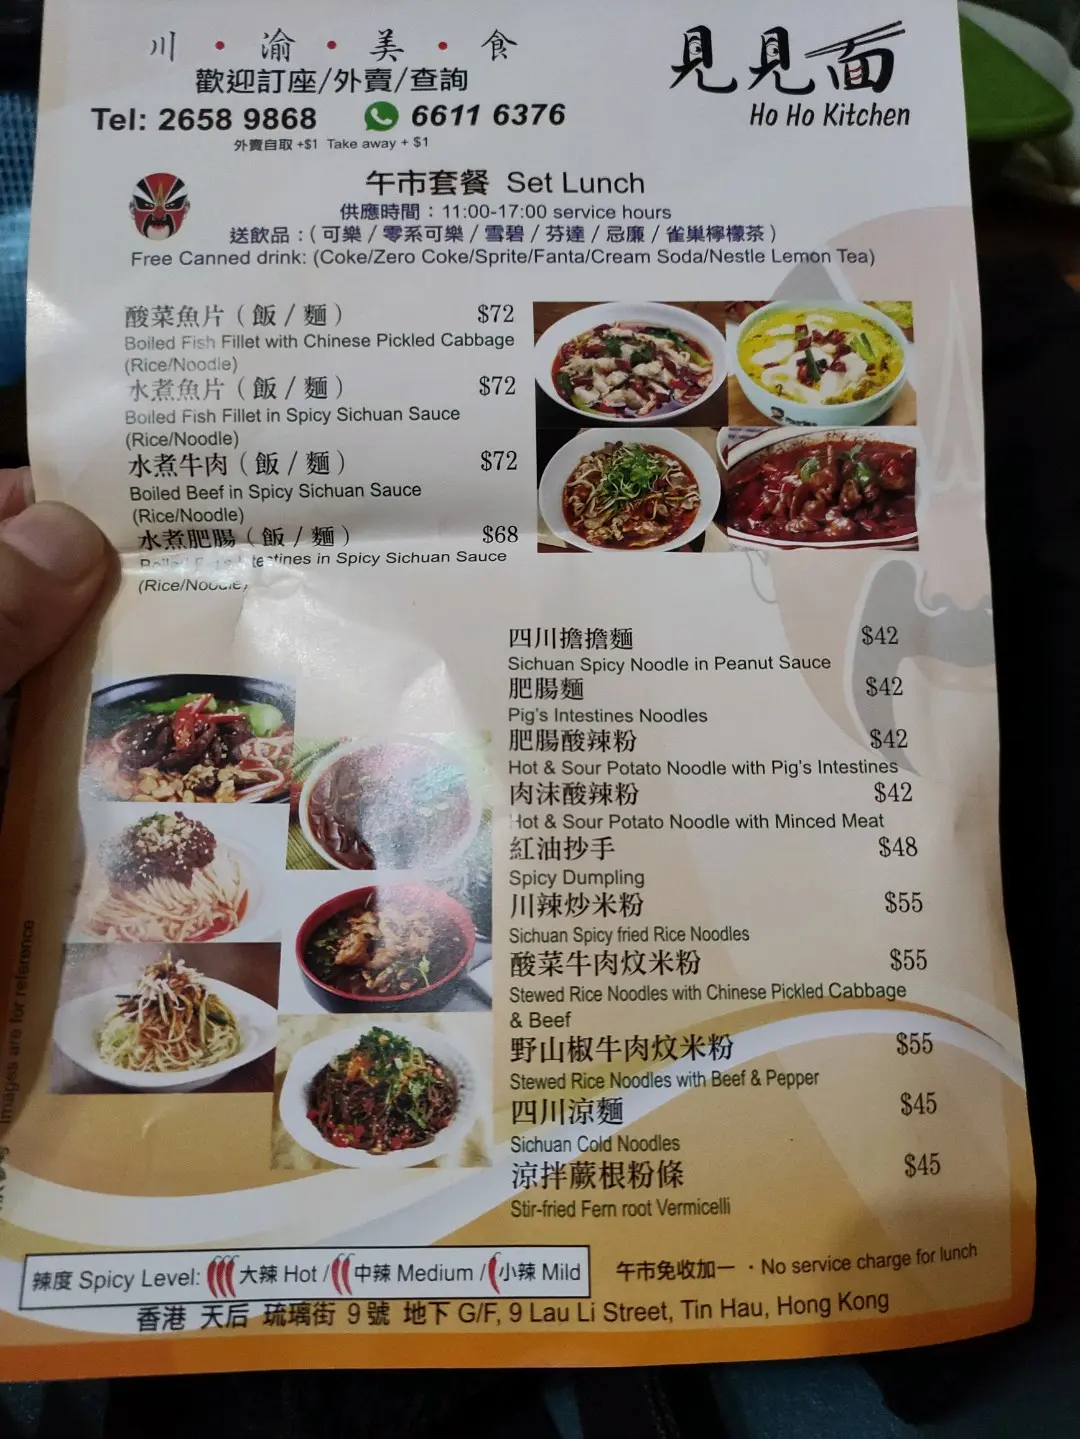 川・渝・美・食
歡迎訂座/外賣/查詢
Tel: 2658 9868 6611 6376
外賣自取 +$1 Take away + $1
見見面
Ho Ho Kitchen
午市套餐 Set Lunch
供應時間：11:00-17:00 service hours
送飲品：( 可樂 / 零系可樂 / 雪碧 / 芬達 / 忌廉 / 雀巢檸檬茶 )
Free Canned drink: (Coke/Zero Coke/Sprite/Fanta/Cream Soda/Nestle Lemon Tea)
酸菜魚片 ( 飯 / 麵 ) $72
Boiled Fish Fillet with Chinese Pickled Cabbage
(Rice/Noodle)
水煮魚片 ( 飯 / 麵 ) $72
Boiled Fish Fillet in Spicy Sichuan Sauce
(Rice/Noodle)
水煮牛肉 ( 飯 / 麵 ) $72
Boiled Beef in Spicy Sichuan Sauce
(Rice/Noodle)
水煮肥腸 ( 飯 / 麵 ) $68
in Spicy Sichuan Sauce
(Rice/Noodle)
四川擔擔麵 $42
Sichuan Spicy Noodle in Peanut Sauce
肥腸麵 $42
Pig's Intestines Noodles
肥腸酸辣粉 $42
Hot & Sour Potato Noodle with Pig's Intestines
肉沫酸辣粉 $42
Hot & Sour Potato Noodle with Minced Meat
紅油抄手 $48
Spicy Dumpling
川辣炒米粉 $55
Sichuan Spicy fried Rice Noodles
酸菜牛肉炆米粉 $55
Stewed Rice Noodles with Chinese Pickled Cabbage
& Beef
野山椒牛肉炆米粉 $55
Stewed Rice Noodles with Beef & Pepper
四川涼麵 $45
Sichuan Cold Noodles
涼拌蕨根粉條 $45
Stir-fried Fern root Vermicelli
Images are for reference
辣度 Spicy Level: 大辣 Hot / 中辣 Medium / 小辣 Mild
午市免收加一・No service charge for lunch
香港 天后 琉璃街 9 號 地下 G/F, 9 Lau Li Street, Tin Hau, Hong Kong